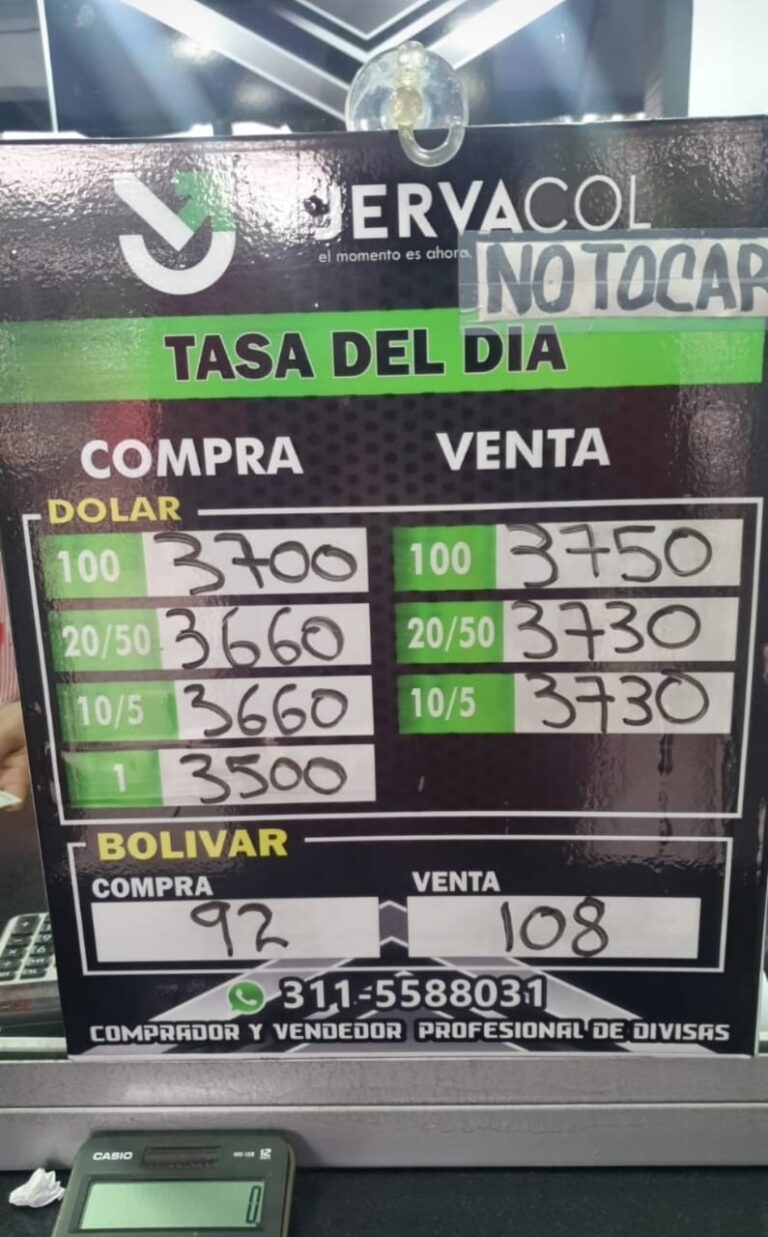 JERVACOL
el momento es ahora,
NO TOCAR
TASA DEL DIA
COMPRA VENTA
DOLAR
100 3700 100 3750
20/50 3660 20/50 3730
10/5 3660 10/5 3730
1 3500
BOLIVAR
COMPRA VENTA
92 108
311-5588031
COMPRADOR Y VENDEDOR PROFESIONAL DE DIVISAS
CASIO 12
0